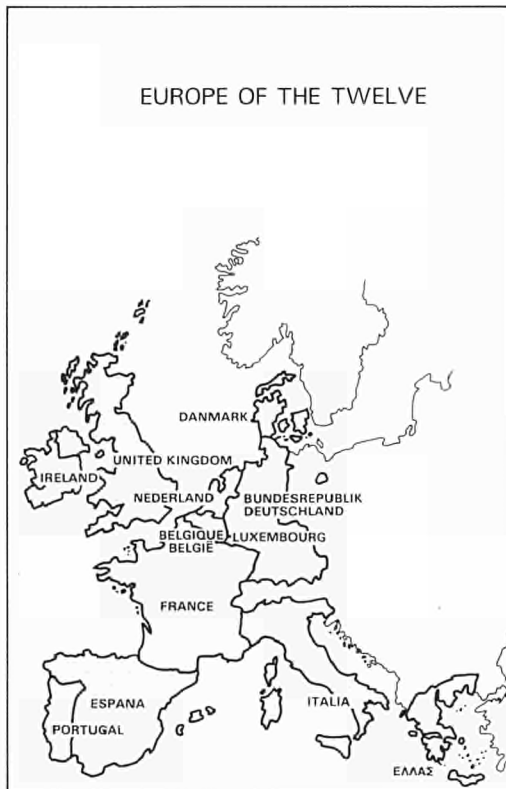 EUROPE OF THE TWELVE
DANMARK
UNITED KINGDOM
IRELAND
NEDERLAND
BUNDESREPUBLIK
DEUTSCHLAND
BELGIQUE
BELGIË
LUXEMBOURG
FRANCE
ESPANA
ITALIA
PORTUGAL
ΕΛΛΑΣ